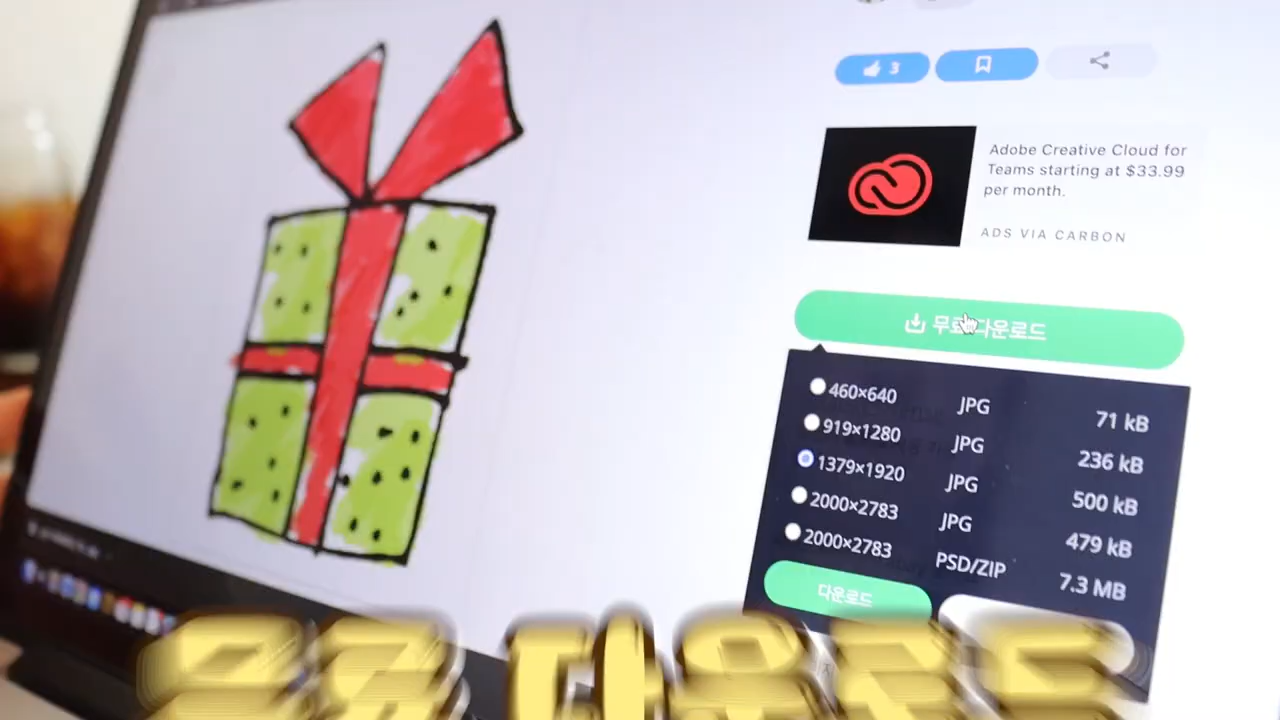 3
Adobe Creative Cloud for
Teams starting at $33.99
per month.
ADS VIA CARBON
무료 다운로드
460×640 JPG 71 kB
919×1280 JPG 236 kB
1379×1920 JPG 500 kB
2000×2783 JPG 479 kB
2000×2783 PSD/ZIP 7.3 MB
다운로드